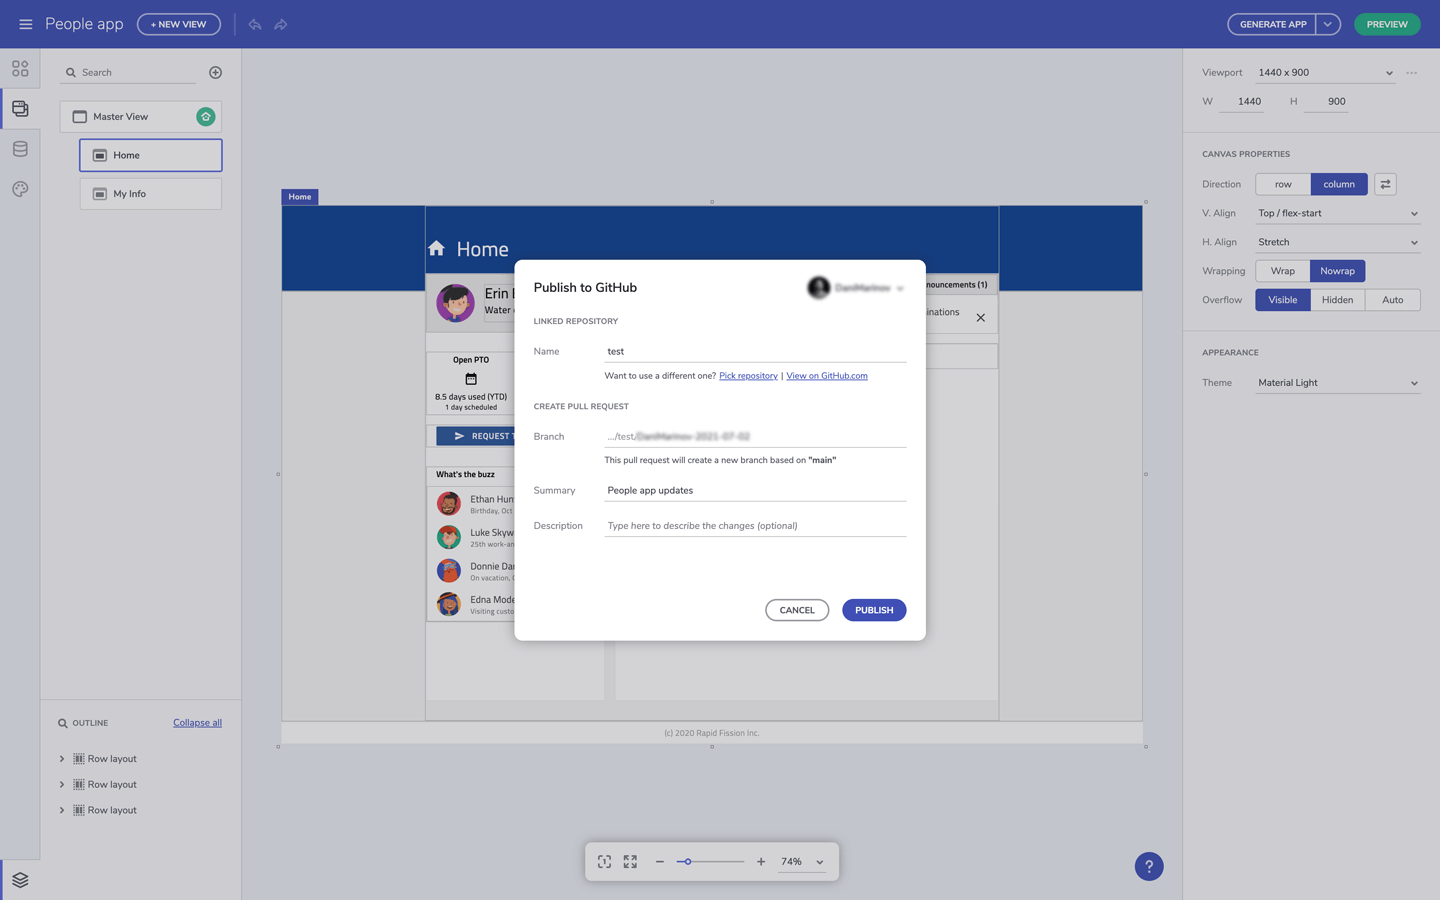 People app
+ NEW VIEW
GENERATE APP
PREVIEW
Search
Master View
Home
My Info
OUTLINE
Collapse all
Row layout
Row layout
Row layout
Home
Home
Erin
Water
nouncements (1)
inations
Open PTO
8.5 days used (YTD)
1 day scheduled
REQUEST
What's the buzz
Ethan Hun
Birthday, Oct
Luke Skyw
25th work-an
Donnie Da
On vacation,
Edna Mode
Visiting custo
(c) 2020 Rapid Fission Inc.
Publish to GitHub
DaniMarinov
LINKED REPOSITORY
Name
test
Want to use a different one? Pick repository | View on GitHub.com
CREATE PULL REQUEST
Branch
.../test/DaniMarinov-2021-07-02
This pull request will create a new branch based on "main"
Summary
People app updates
Description
Type here to describe the changes (optional)
CANCEL
PUBLISH
74%
?
Viewport
1440 x 900
W 1440 H 900
CANVAS PROPERTIES
Direction row column
V. Align Top / flex-start
H. Align Stretch
Wrapping Wrap Nowrap
Overflow Visible Hidden Auto
APPEARANCE
Theme Material Light